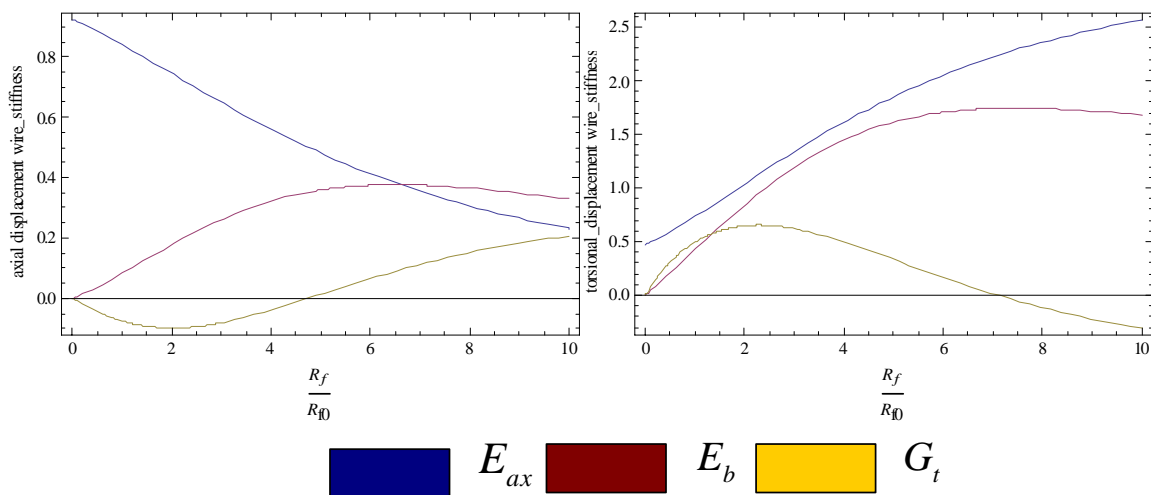 axial displacement wire_stiffness
0.8
0.6
0.4
0.2
0.0
0 2 4 6 8 10
R_f
R_f0
torsional_displacement wire_stiffness
2.5
2.0
1.5
1.0
0.5
0.0
0 2 4 6 8 10
R_f
R_f0
E_ax E_b G_t